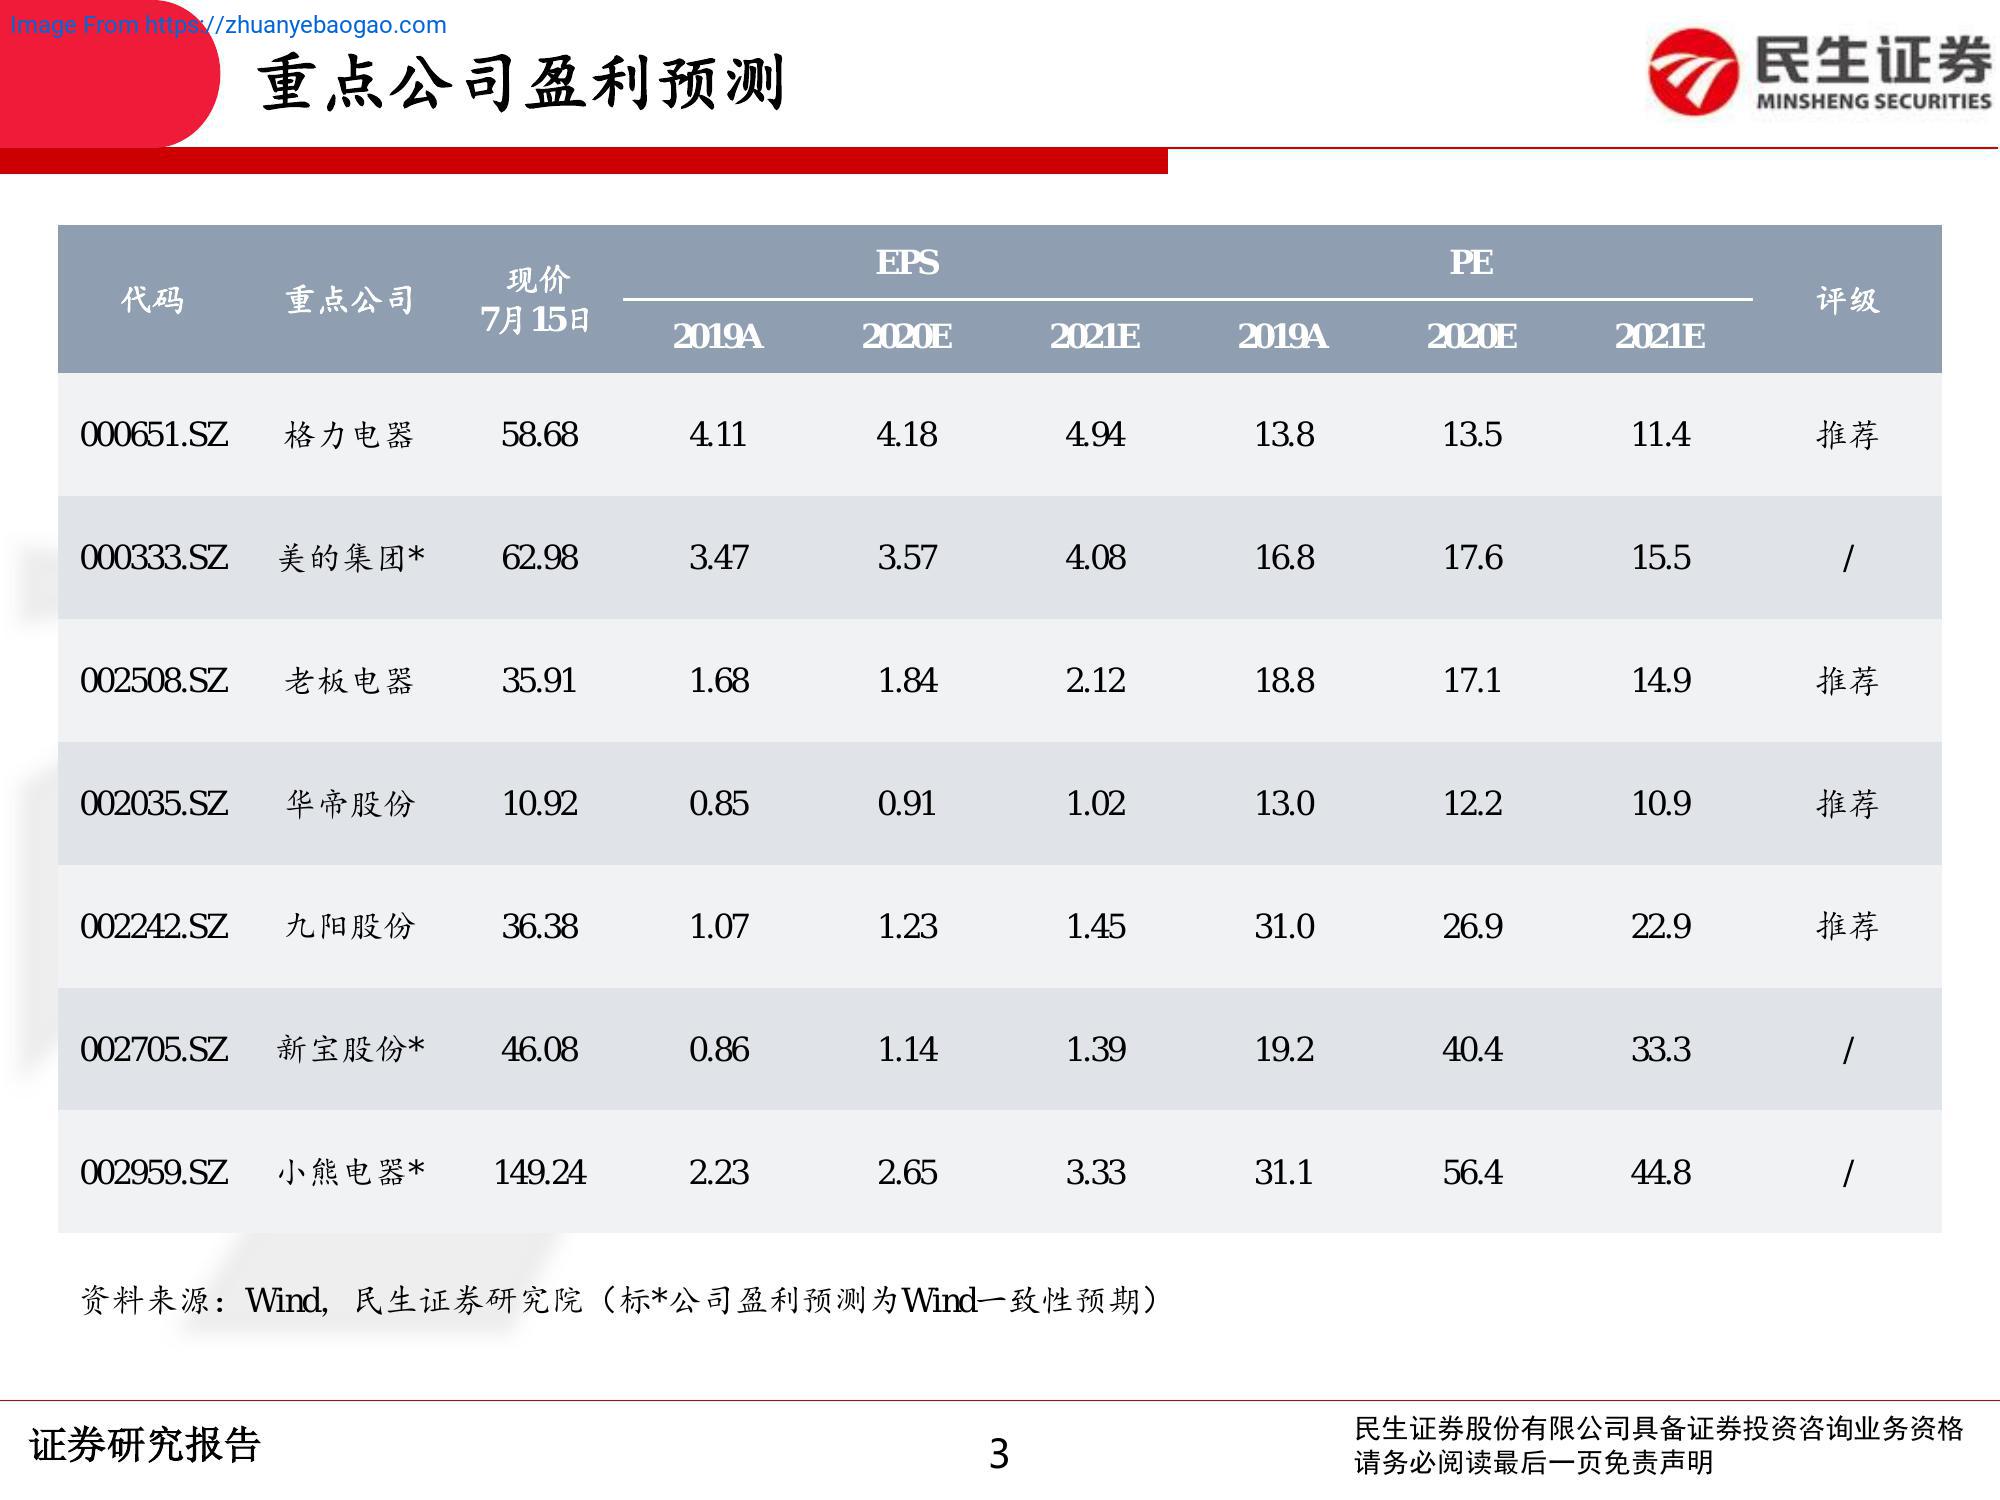 Image From https://zhuanyebaogao.com
重点公司盈利预测
民生证券
MINSHENG SECURITIES
代码 重点公司 现价 7月15日 EPS PE 评级
2019A 2020E 2021E 2019A 2020E 2021E
000651.SZ 格力电器 58.68 4.11 4.18 4.94 13.8 13.5 11.4 推荐
000333.SZ 美的集团* 62.98 3.47 3.57 4.08 16.8 17.6 15.5 /
002508.SZ 老板电器 35.91 1.68 1.84 2.12 18.8 17.1 14.9 推荐
002035.SZ 华帝股份 10.92 0.85 0.91 1.02 13.0 12.2 10.9 推荐
002242.SZ 九阳股份 36.38 1.07 1.23 1.45 31.0 26.9 22.9 推荐
002705.SZ 新宝股份* 46.08 0.86 1.14 1.39 19.2 40.4 33.3 /
002959.SZ 小熊电器* 149.24 2.23 2.65 3.33 31.1 56.4 44.8 /
资料来源：Wind，民生证券研究院（标*公司盈利预测为Wind一致性预期）
证券研究报告
3
民生证券股份有限公司具备证券投资咨询业务资格
请务必阅读最后一页免责声明